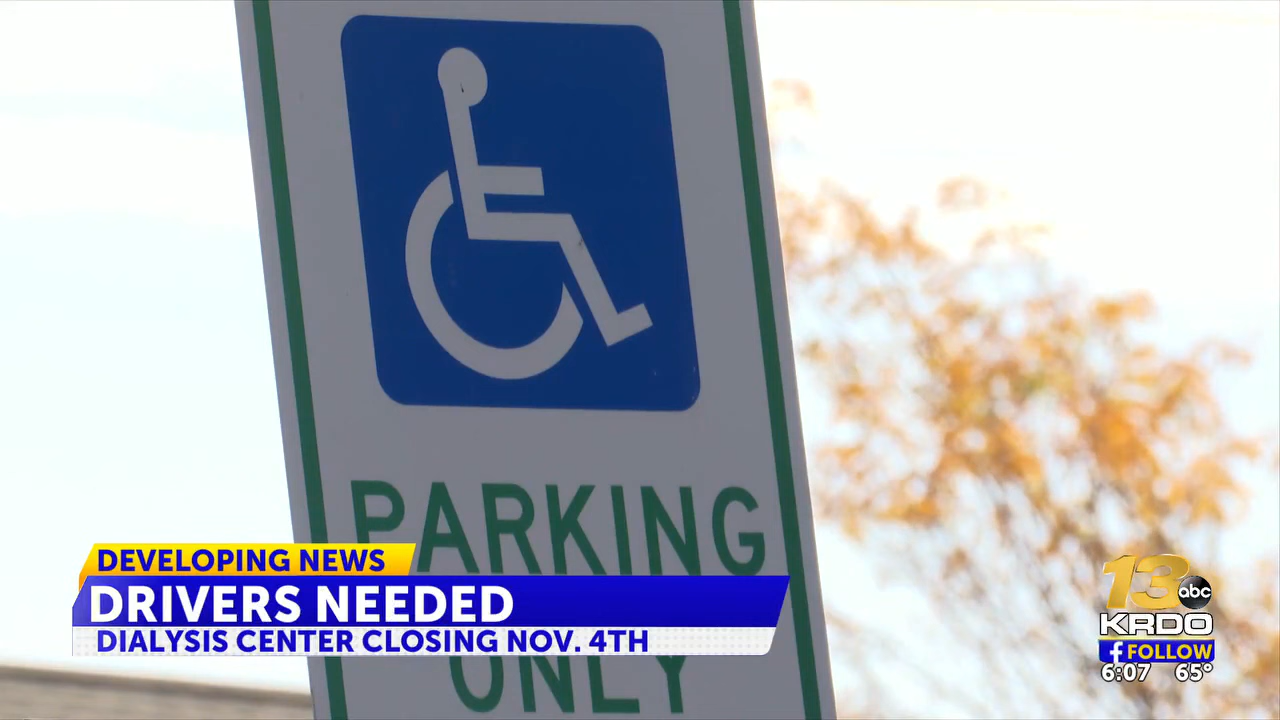 PARKING
ONLY
DEVELOPING NEWS
DRIVERS NEEDED
DIALYSIS CENTER CLOSING NOV. 4TH
13 abc
KRDO
f FOLLOW
6:07 65°